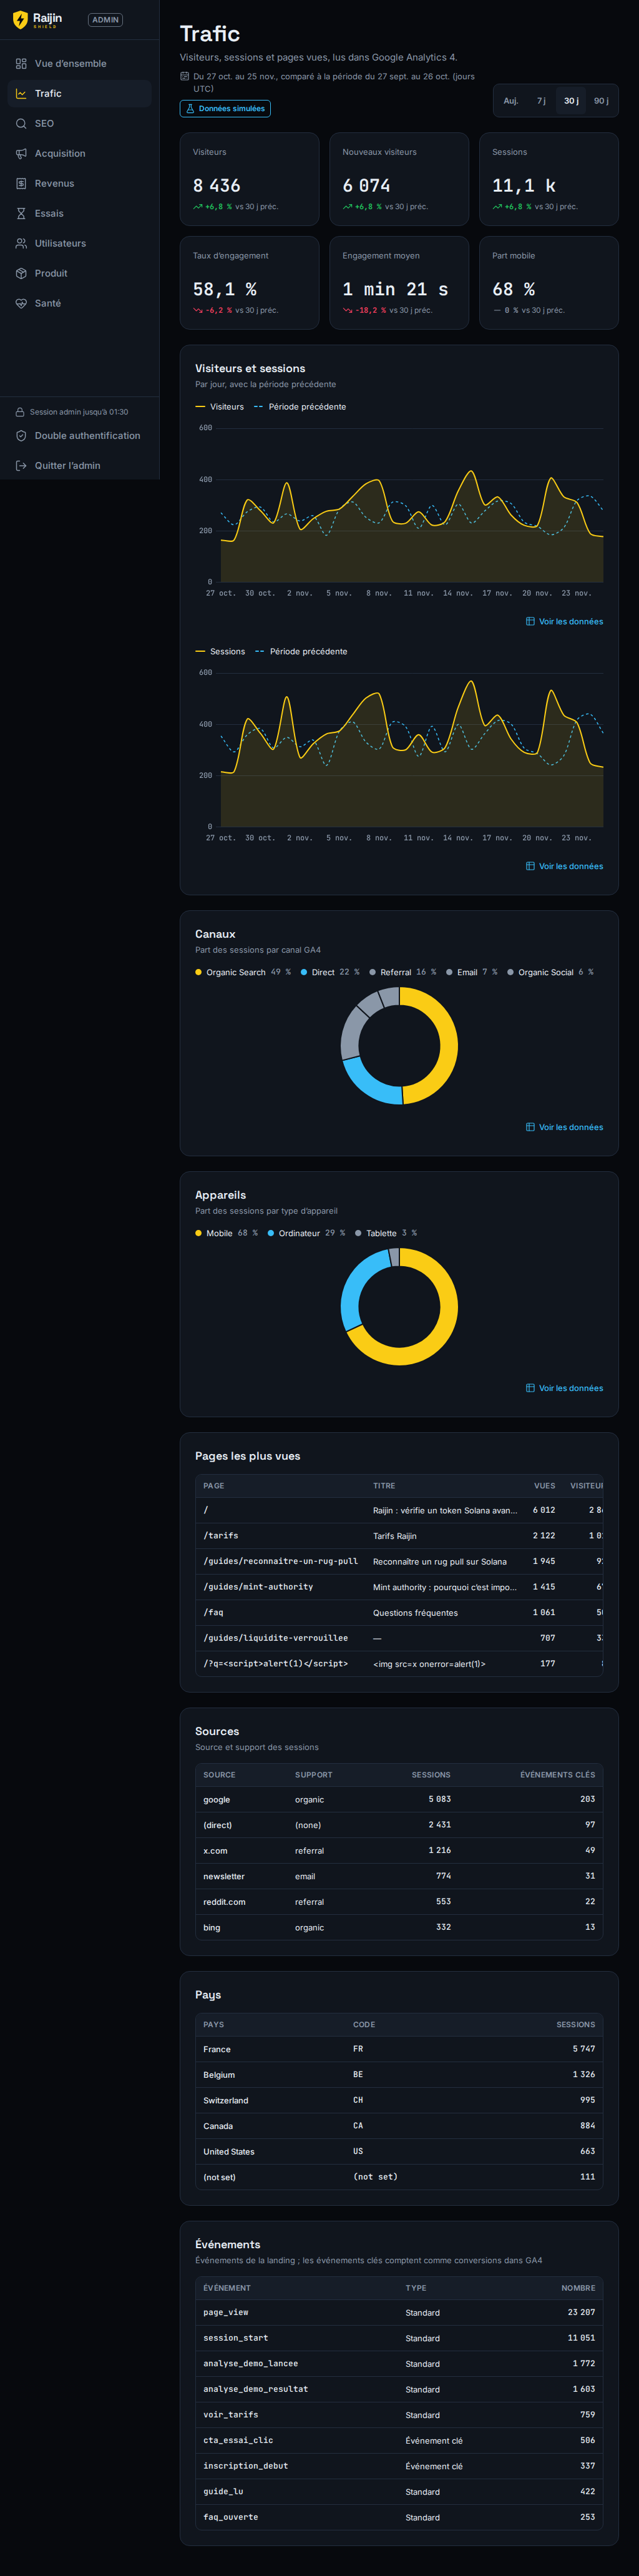 Raijin
SHIELD
ADMIN
Vue d'ensemble
Trafic
SEO
Acquisition
Revenus
Essais
Utilisateurs
Produit
Santé
Session admin jusqu'à 01:30
Double authentification
Quitter l'admin
Trafic
Visiteurs, sessions et pages vues, lus dans Google Analytics 4.
Du 27 oct. au 25 nov., comparé à la période du 27 sept. au 26 oct. (jours
UTC)
Données simulées
Auj. 7 j 30 j 90 j
Visiteurs
8 436
+6,8 % vs 30 j préc.
Nouveaux visiteurs
6 074
+6,8 % vs 30 j préc.
Sessions
11,1 k
+6,8 % vs 30 j préc.
Taux d'engagement
58,1 %
-6,2 % vs 30 j préc.
Engagement moyen
1 min 21 s
-18,2 % vs 30 j préc.
Part mobile
68 %
— 0 % vs 30 j préc.
Visiteurs et sessions
Par jour, avec la période précédente
Visiteurs Période précédente
600
400
200
0
27 oct. 30 oct. 2 nov. 5 nov. 8 nov. 11 nov. 14 nov. 17 nov. 20 nov. 23 nov.
Voir les données
Sessions Période précédente
600
400
200
0
27 oct. 30 oct. 2 nov. 5 nov. 8 nov. 11 nov. 14 nov. 17 nov. 20 nov. 23 nov.
Voir les données
Canaux
Part des sessions par canal GA4
Organic Search 49 % Direct 22 % Referral 16 % Email 7 % Organic Social 6 %
Voir les données
Appareils
Part des sessions par type d'appareil
Mobile 68 % Ordinateur 29 % Tablette 3 %
Voir les données
Pages les plus vues
PAGE TITRE VUES VISITEUR
/ Raijin : vérifie un token Solana avan... 6 012 2 8
/tarifs Tarifs Raijin 2 122 1 0
/guides/reconnaitre-un-rug-pull Reconnaître un rug pull sur Solana 1 945 9
/guides/mint-authority Mint authority : pourquoi c'est impo... 1 415 6
/faq Questions fréquentes 1 061 5
/guides/liquidite-verrouillee — 707 3
/?q=<script>alert(1)</script> <img src=x onerror=alert(1)> 177
Sources
Source et support des sessions
SOURCE SUPPORT SESSIONS ÉVÉNEMENTS CLÉS
google organic 5 083 203
(direct) (none) 2 431 97
x.com referral 1 216 49
newsletter email 774 31
reddit.com referral 553 22
bing organic 332 13
Pays
PAYS CODE SESSIONS
France FR 5 747
Belgium BE 1 326
Switzerland CH 995
Canada CA 884
United States US 663
(not set) (not set) 111
Événements
Événements de la landing ; les événements clés comptent comme conversions dans GA4
ÉVÉNEMENT TYPE NOMBRE
page_view Standard 23 207
session_start Standard 11 051
analyse_demo_lancee Standard 1 772
analyse_demo_resultat Standard 1 603
voir_tarifs Standard 759
cta_essai_clic Événement clé 506
inscription_debut Événement clé 337
guide_lu Standard 422
faq_ouverte Standard 253